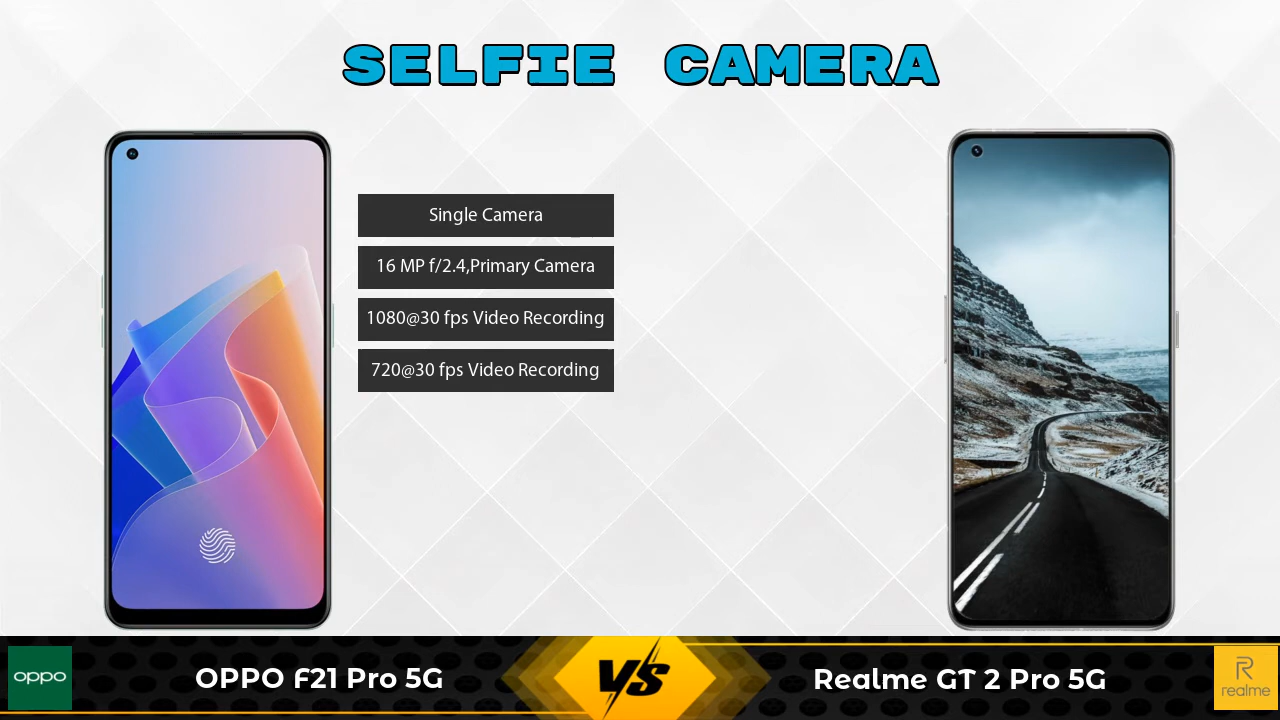 SELFIE CAMERA
Single Camera
16 MP f/2.4,Primary Camera
1080@30 fps Video Recording
720@30 fps Video Recording
oppo
OPPO F21 Pro 5G
VS
Realme GT 2 Pro 5G
R
realme